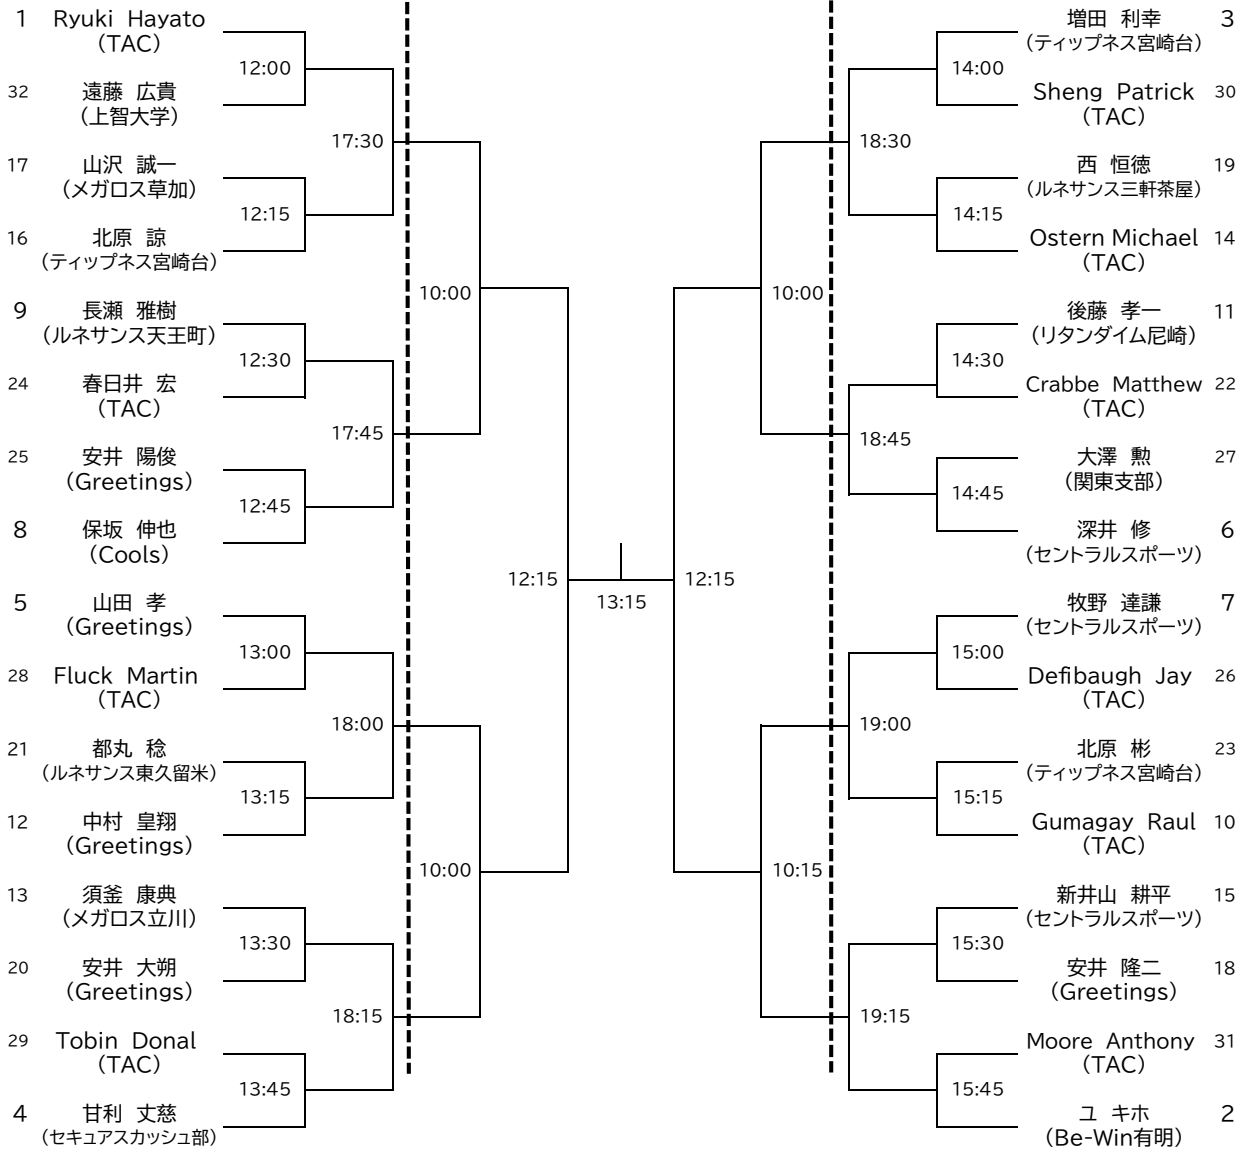 1 Ryuki Hayato
(TAC)
12:00
32 遠藤 広貴
(上智大学)
17:30
17 山沢 誠一
(メガロス草加)
12:15
16 北原 諒
(ティップネス宮崎台)
10:00
9 長瀬 雅樹
(ルネサンス天王町)
12:30
24 春日井 宏
(TAC)
17:45
25 安井 陽俊
(Greetings)
12:45
8 保坂 伸也
(Cools)
12:15
5 山田 孝
(Greetings)
13:00
28 Fluck Martin
(TAC)
18:00
21 都丸 稔
(ルネサンス東久留米)
13:15
12 中村 皇翔
(Greetings)
10:00
13 須釜 康典
(メガロス立川)
13:30
20 安井 大朔
(Greetings)
18:15
29 Tobin Donal
(TAC)
13:45
4 甘利 丈慈
(セキュアスカッシュ部)
13:15
増田 利幸 3
(ティップネス宮崎台)
14:00
Sheng Patrick 30
(TAC)
18:30
西 恒徳 19
(ルネサンス三軒茶屋)
14:15
Ostern Michael 14
(TAC)
10:00
後藤 孝一 11
(リタンダイム尼崎)
14:30
Crabbe Matthew 22
(TAC)
18:45
大澤 勲 27
(関東支部)
14:45
深井 修 6
(セントラルスポーツ)
12:15
牧野 達謙 7
(セントラルスポーツ)
15:00
Defibaugh Jay 26
(TAC)
19:00
北原 彬 23
(ティップネス宮崎台)
15:15
Gumagay Raul 10
(TAC)
10:15
新井山 耕平 15
(セントラルスポーツ)
15:30
安井 隆二 18
(Greetings)
19:15
Moore Anthony 31
(TAC)
15:45
ユ キホ 2
(Be-Win有明)